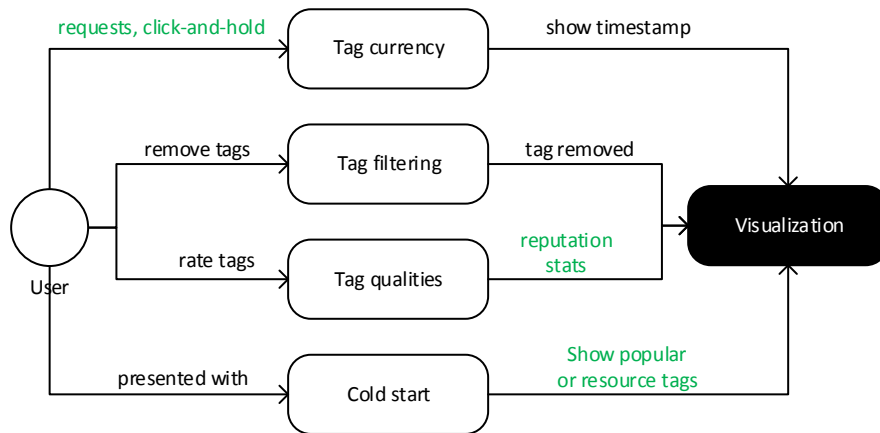 requests, click-and-hold
Tag currency
show timestamp
remove tags
Tag filtering
tag removed
User
Visualization
rate tags
Tag qualities
reputation
stats
presented with
Cold start
Show popular
or resource tags